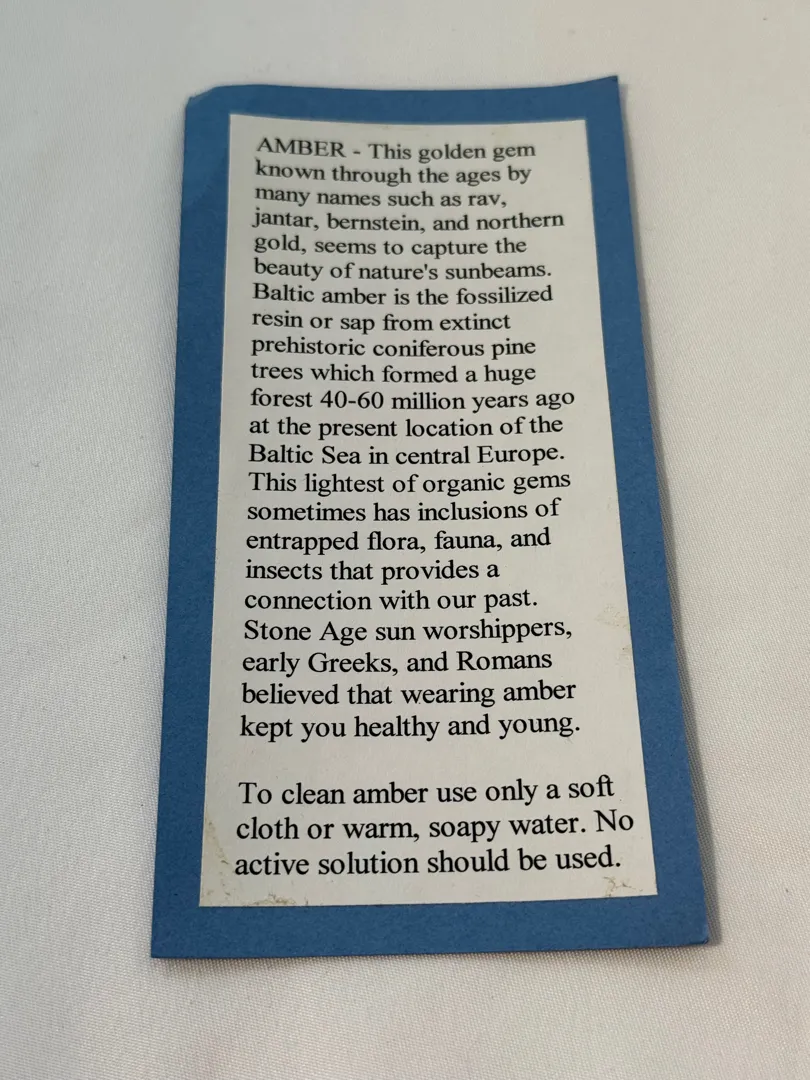 AMBER - This golden gem
known through the ages by
many names such as rav,
jantar, bernstein, and northern
gold, seems to capture the
beauty of nature's sunbeams.
Baltic amber is the fossilized
resin or sap from extinct
prehistoric coniferous pine
trees which formed a huge
forest 40-60 million years ago
at the present location of the
Baltic Sea in central Europe.
This lightest of organic gems
sometimes has inclusions of
entrapped flora, fauna, and
insects that provides a
connection with our past.
Stone Age sun worshippers,
early Greeks, and Romans
believed that wearing amber
kept you healthy and young.
To clean amber use only a soft
cloth or warm, soapy water. No
active solution should be used.